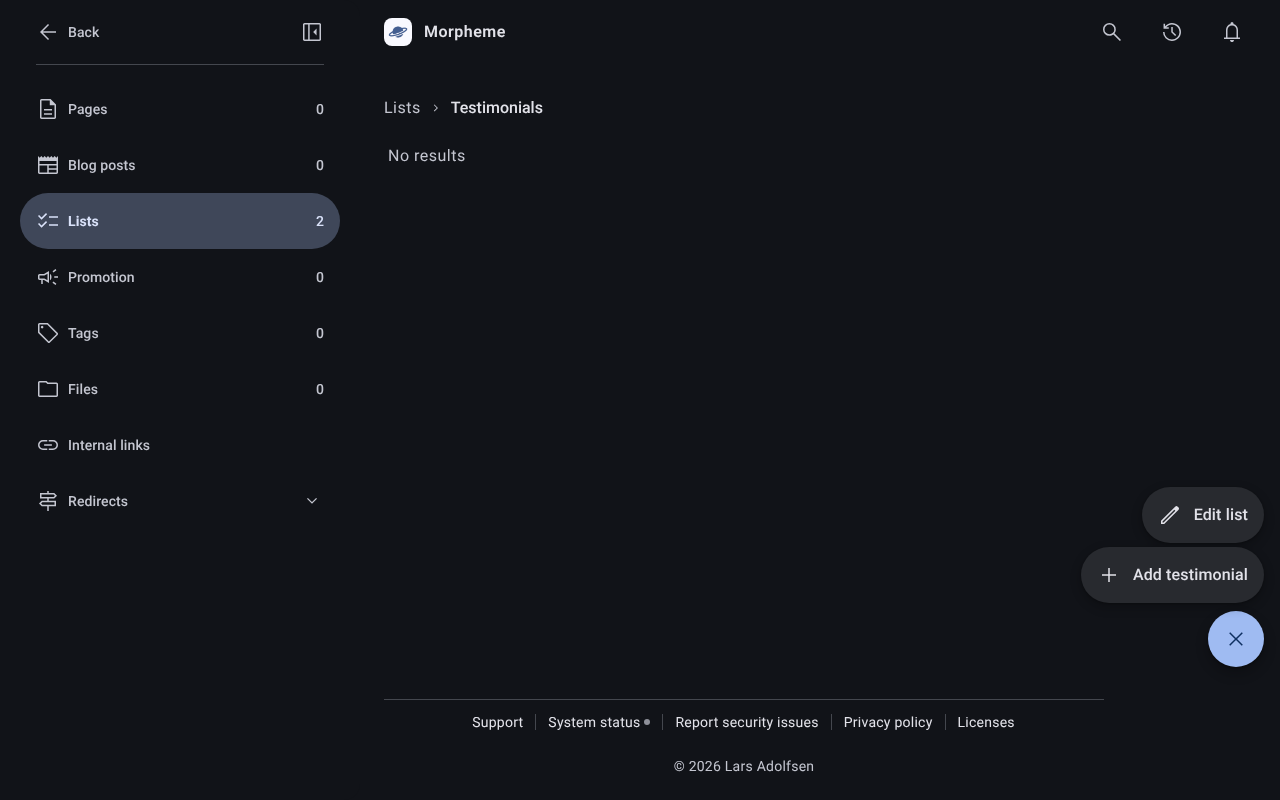 Back
Morpheme
Pages 0
Blog posts 0
Lists 2
Promotion 0
Tags 0
Files 0
Internal links
Redirects
Lists > Testimonials
No results
Edit list
Add testimonial
Support
System status
Report security issues
Privacy policy
Licenses
© 2026 Lars Adolfsen